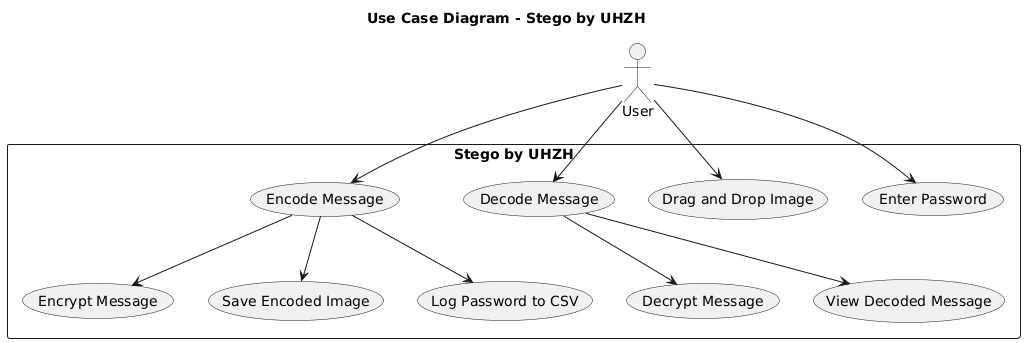 Use Case Diagram - Stego by UHZH
User
Stego by UHZH
Encode Message
Decode Message
Drag and Drop Image
Enter Password
Encrypt Message
Save Encoded Image
Log Password to CSV
Decrypt Message
View Decoded Message